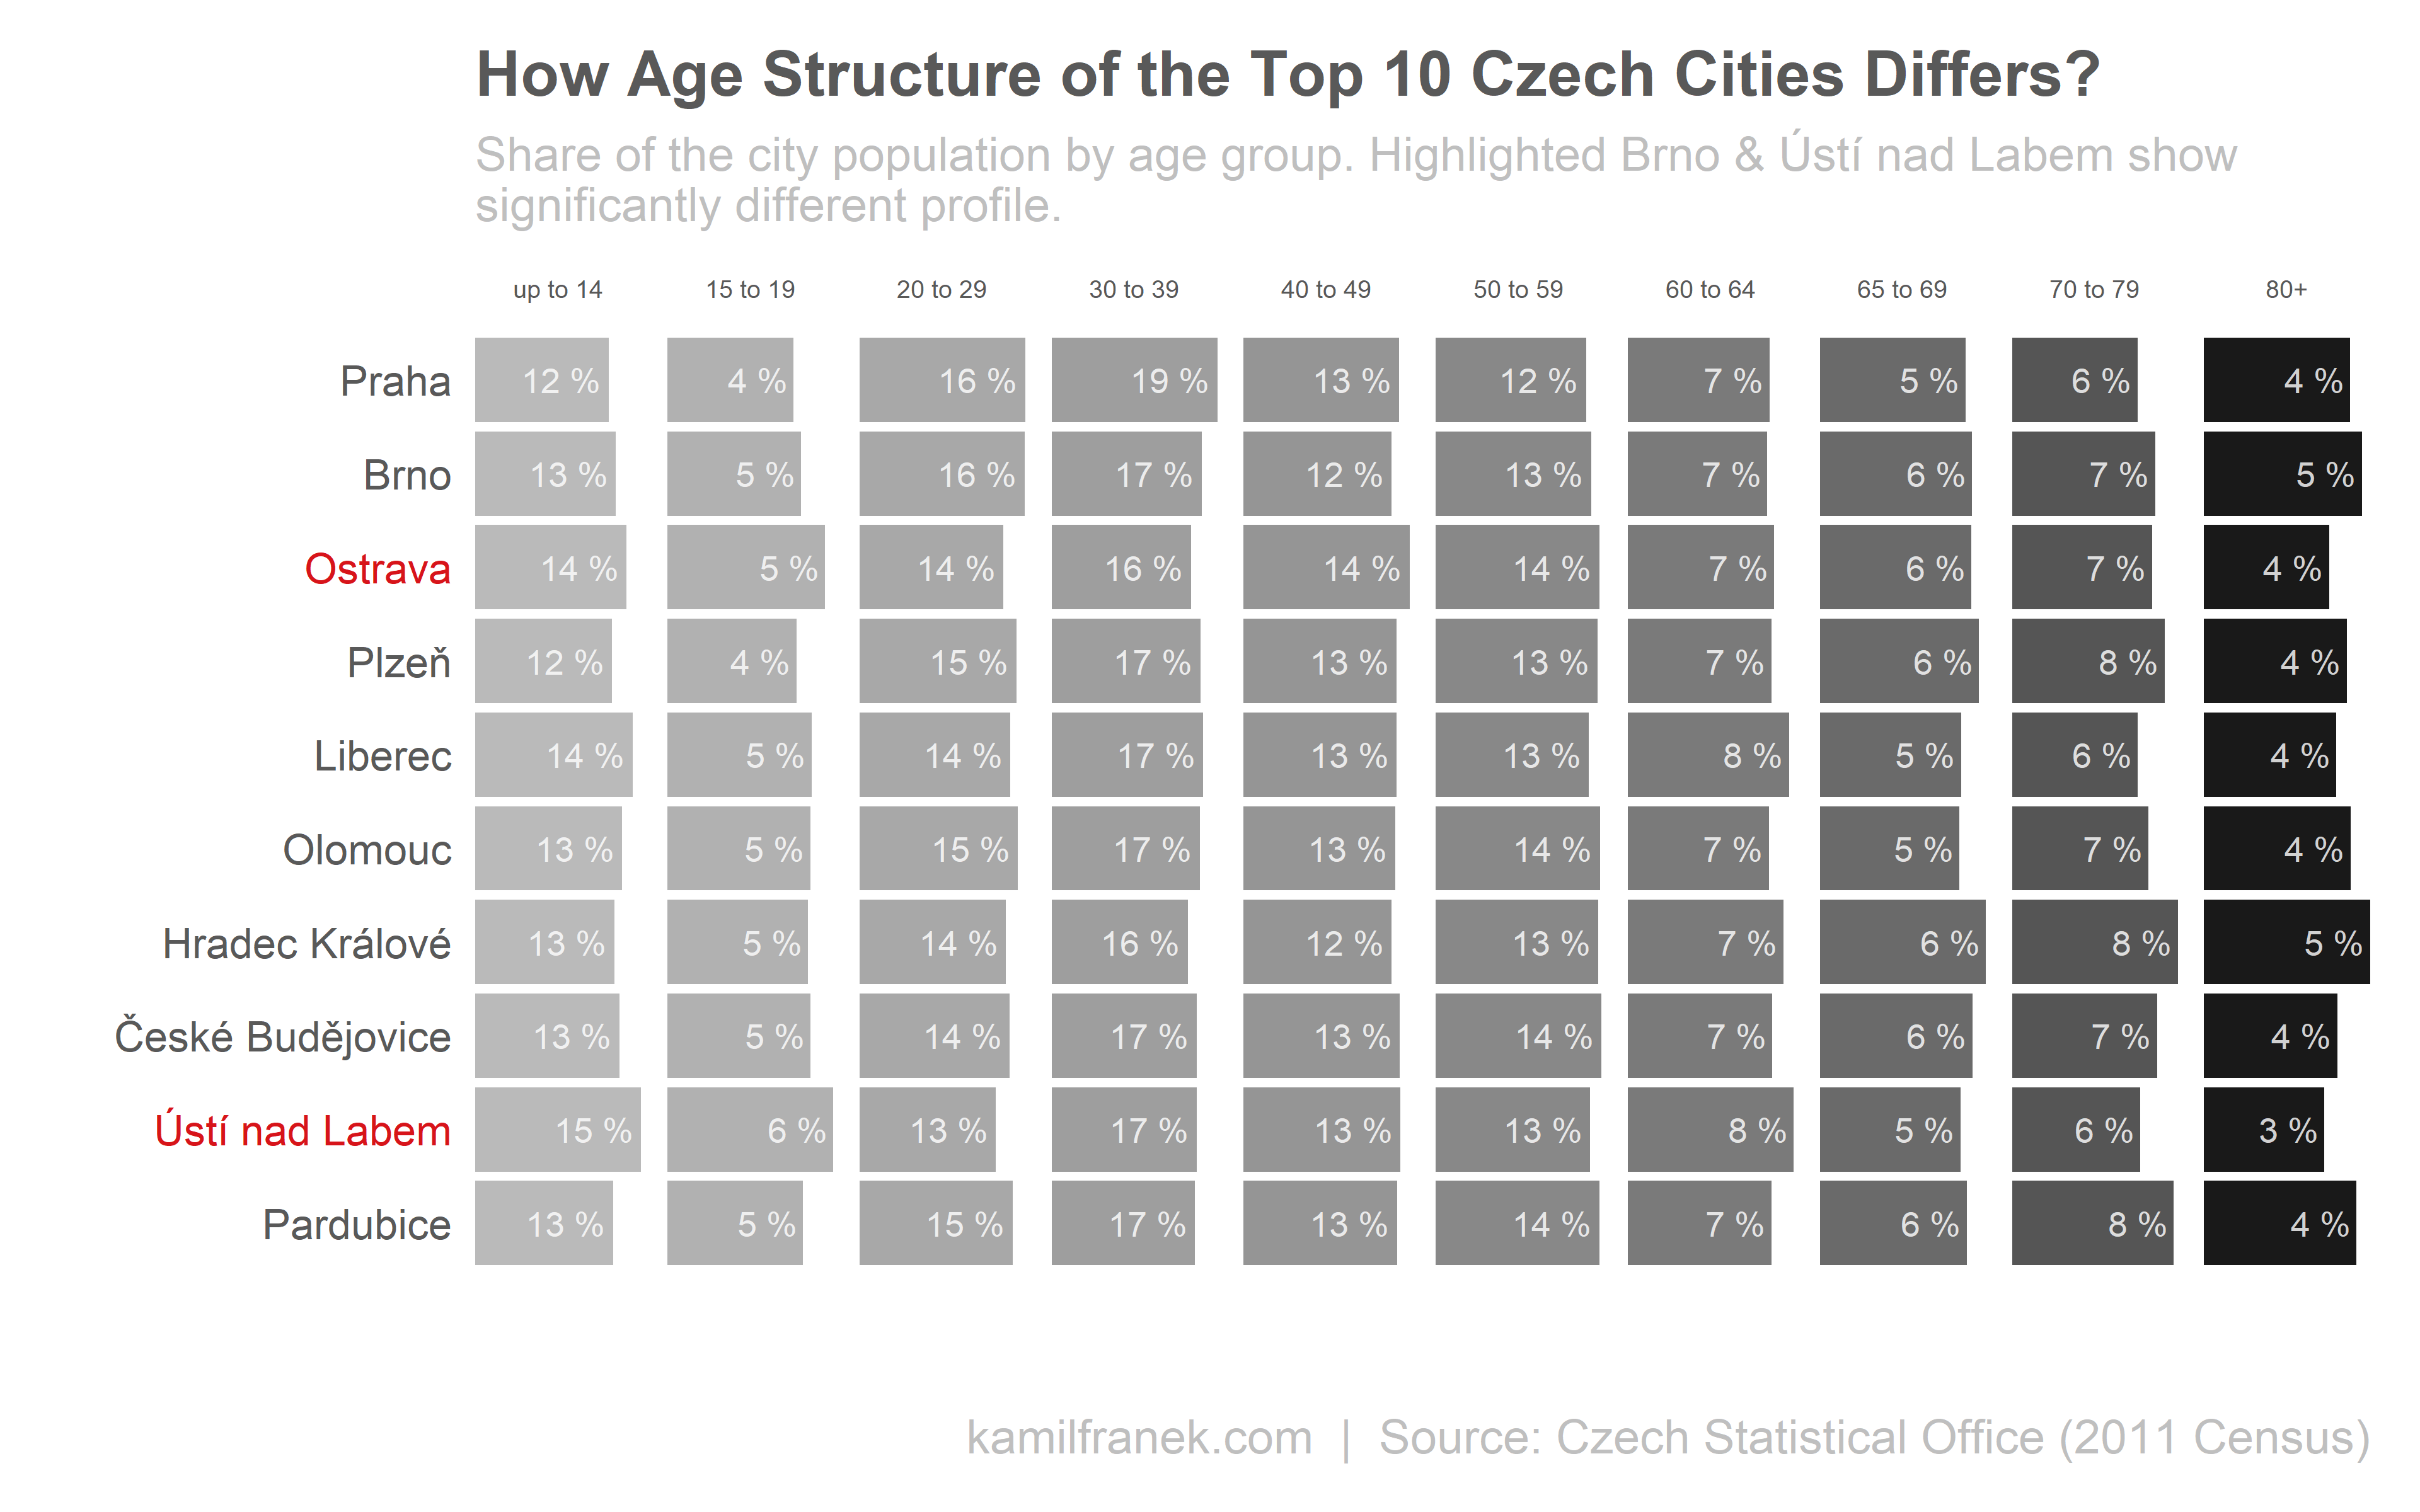 How Age Structure of the Top 10 Czech Cities Differs?
Share of the city population by age group. Highlighted Brno & Ústí nad Labem show
significantly different profile.
up to 14 15 to 19 20 to 29 30 to 39 40 to 49 50 to 59 60 to 64 65 to 69 70 to 79 80+
Praha 12 % 4 % 16 % 19 % 13 % 12 % 7 % 5 % 6 % 4 %
Brno 13 % 5 % 16 % 17 % 12 % 13 % 7 % 6 % 7 % 5 %
Ostrava 14 % 5 % 14 % 16 % 14 % 14 % 7 % 6 % 7 % 4 %
Plzeň 12 % 4 % 15 % 17 % 13 % 13 % 7 % 6 % 8 % 4 %
Liberec 14 % 5 % 14 % 17 % 13 % 13 % 8 % 5 % 6 % 4 %
Olomouc 13 % 5 % 15 % 17 % 13 % 14 % 7 % 5 % 7 % 4 %
Hradec Králové 13 % 5 % 14 % 16 % 12 % 13 % 7 % 6 % 8 % 5 %
České Budějovice 13 % 5 % 14 % 17 % 13 % 14 % 7 % 6 % 7 % 4 %
Ústí nad Labem 15 % 6 % 13 % 17 % 13 % 13 % 8 % 5 % 6 % 3 %
Pardubice 13 % 5 % 15 % 17 % 13 % 14 % 7 % 6 % 8 % 4 %
kamilfranek.com | Source: Czech Statistical Office (2011 Census)